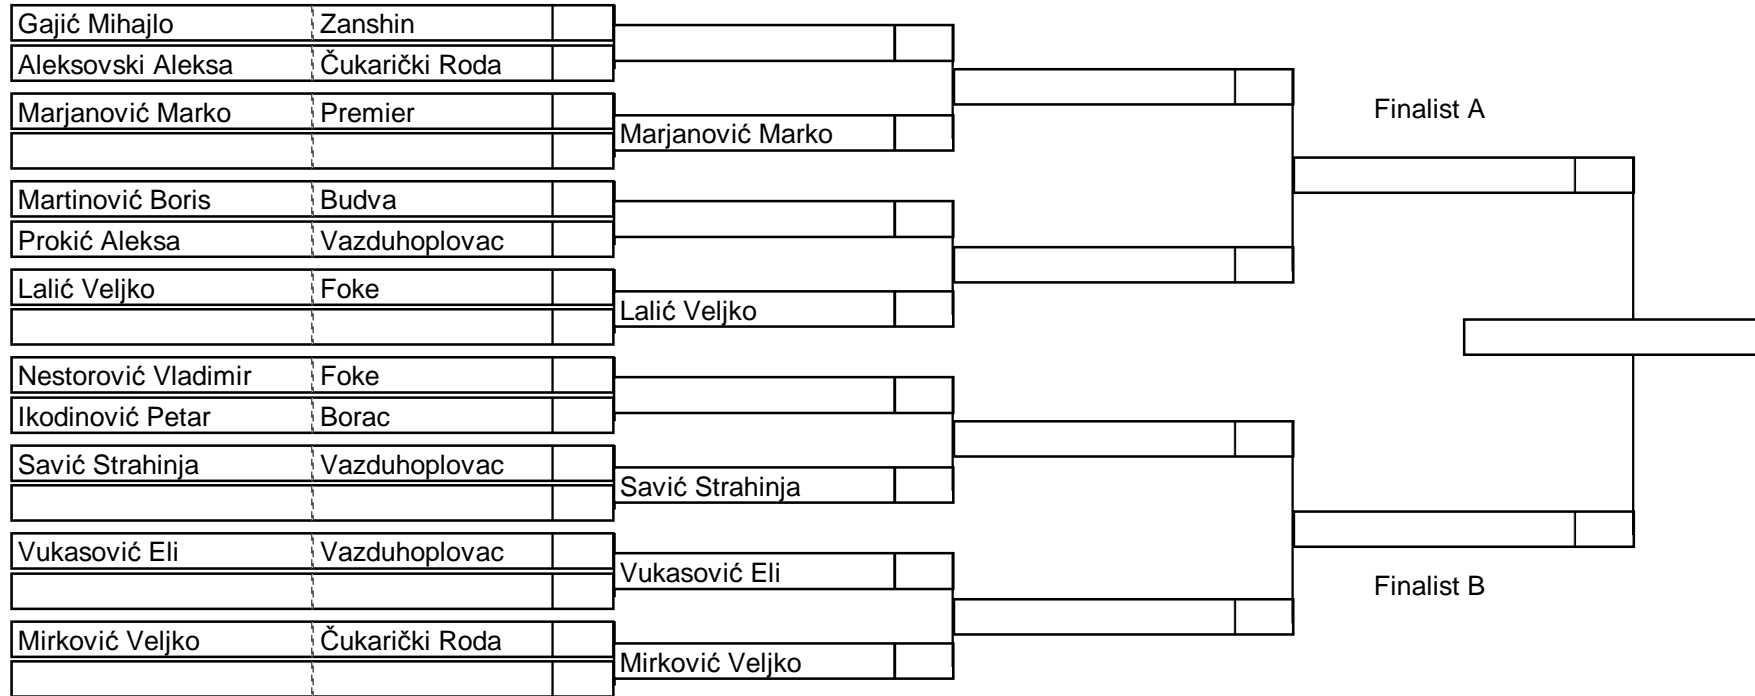 Gajić Mihajlo Zanshin
Aleksovski Aleksa Čukarički Roda
Marjanović Marko Premier
Marjanović Marko
Finalist A
Martinović Boris Budva
Prokić Aleksa Vazduhoplovac
Lalić Veljko Foke
Lalić Veljko
Nestorović Vladimir Foke
Ikodinović Petar Borac
Savić Strahinja Vazduhoplovac
Savić Strahinja
Vukasović Eli Vazduhoplovac
Vukasović Eli
Finalist B
Mirković Veljko Čukarički Roda
Mirković Veljko